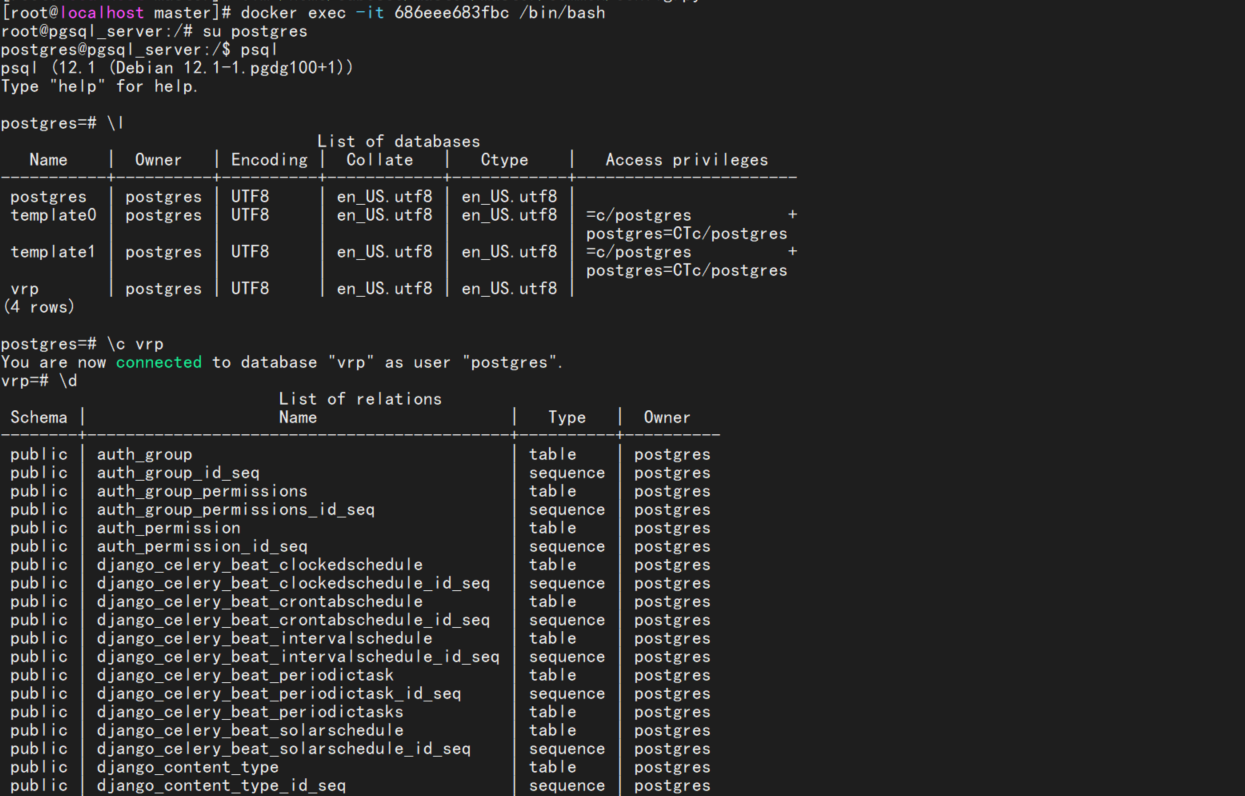 [root@localhost master]# docker exec -it 686eee683fbc /bin/bash
root@pgsql_server:/# su postgres
postgres@pgsql_server:/$ psql
psql (12.1 (Debian 12.1-1.pgdg100+1))
Type "help" for help.
postgres=# \l
List of databases
Name | Owner | Encoding | Collate | Ctype | Access privileges
-----------+----------+----------+------------+------------+-----------------------
postgres | postgres | UTF8 | en_US.utf8 | en_US.utf8 |
template0 | postgres | UTF8 | en_US.utf8 | en_US.utf8 | =c/postgres +
| | | | | postgres=CTc/postgres
template1 | postgres | UTF8 | en_US.utf8 | en_US.utf8 | =c/postgres +
| | | | | postgres=CTc/postgres
vrp | postgres | UTF8 | en_US.utf8 | en_US.utf8 |
(4 rows)
postgres=# \c vrp
You are now connected to database "vrp" as user "postgres".
vrp=# \d
List of relations
Schema | Name | Type | Owner
--------+--------------------------------------------+----------+----------
public | auth_group | table | postgres
public | auth_group_id_seq | sequence | postgres
public | auth_group_permissions | table | postgres
public | auth_group_permissions_id_seq | sequence | postgres
public | auth_permission | table | postgres
public | auth_permission_id_seq | sequence | postgres
public | django_celery_beat_clockedschedule | table | postgres
public | django_celery_beat_clockedschedule_id_seq | sequence | postgres
public | django_celery_beat_crontabschedule | table | postgres
public | django_celery_beat_crontabschedule_id_seq | sequence | postgres
public | django_celery_beat_intervalschedule | table | postgres
public | django_celery_beat_intervalschedule_id_seq | sequence | postgres
public | django_celery_beat_periodictask | table | postgres
public | django_celery_beat_periodictask_id_seq | sequence | postgres
public | django_celery_beat_periodictasks | table | postgres
public | django_celery_beat_solarschedule | table | postgres
public | django_celery_beat_solarschedule_id_seq | sequence | postgres
public | django_content_type | table | postgres
public | django_content_type_id_seq | sequence | postgres